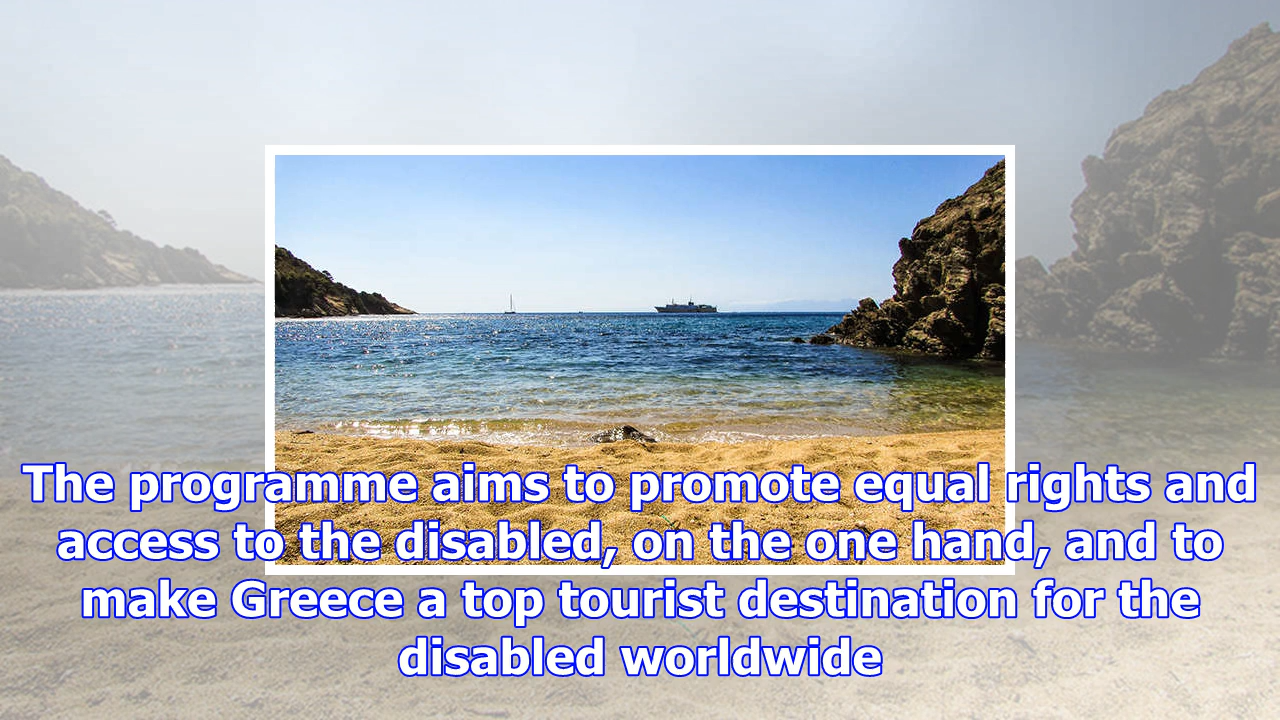 The programme aims to promote equal rights and
access to the disabled, on the one hand, and to
make Greece a top tourist destination for the
disabled worldwide